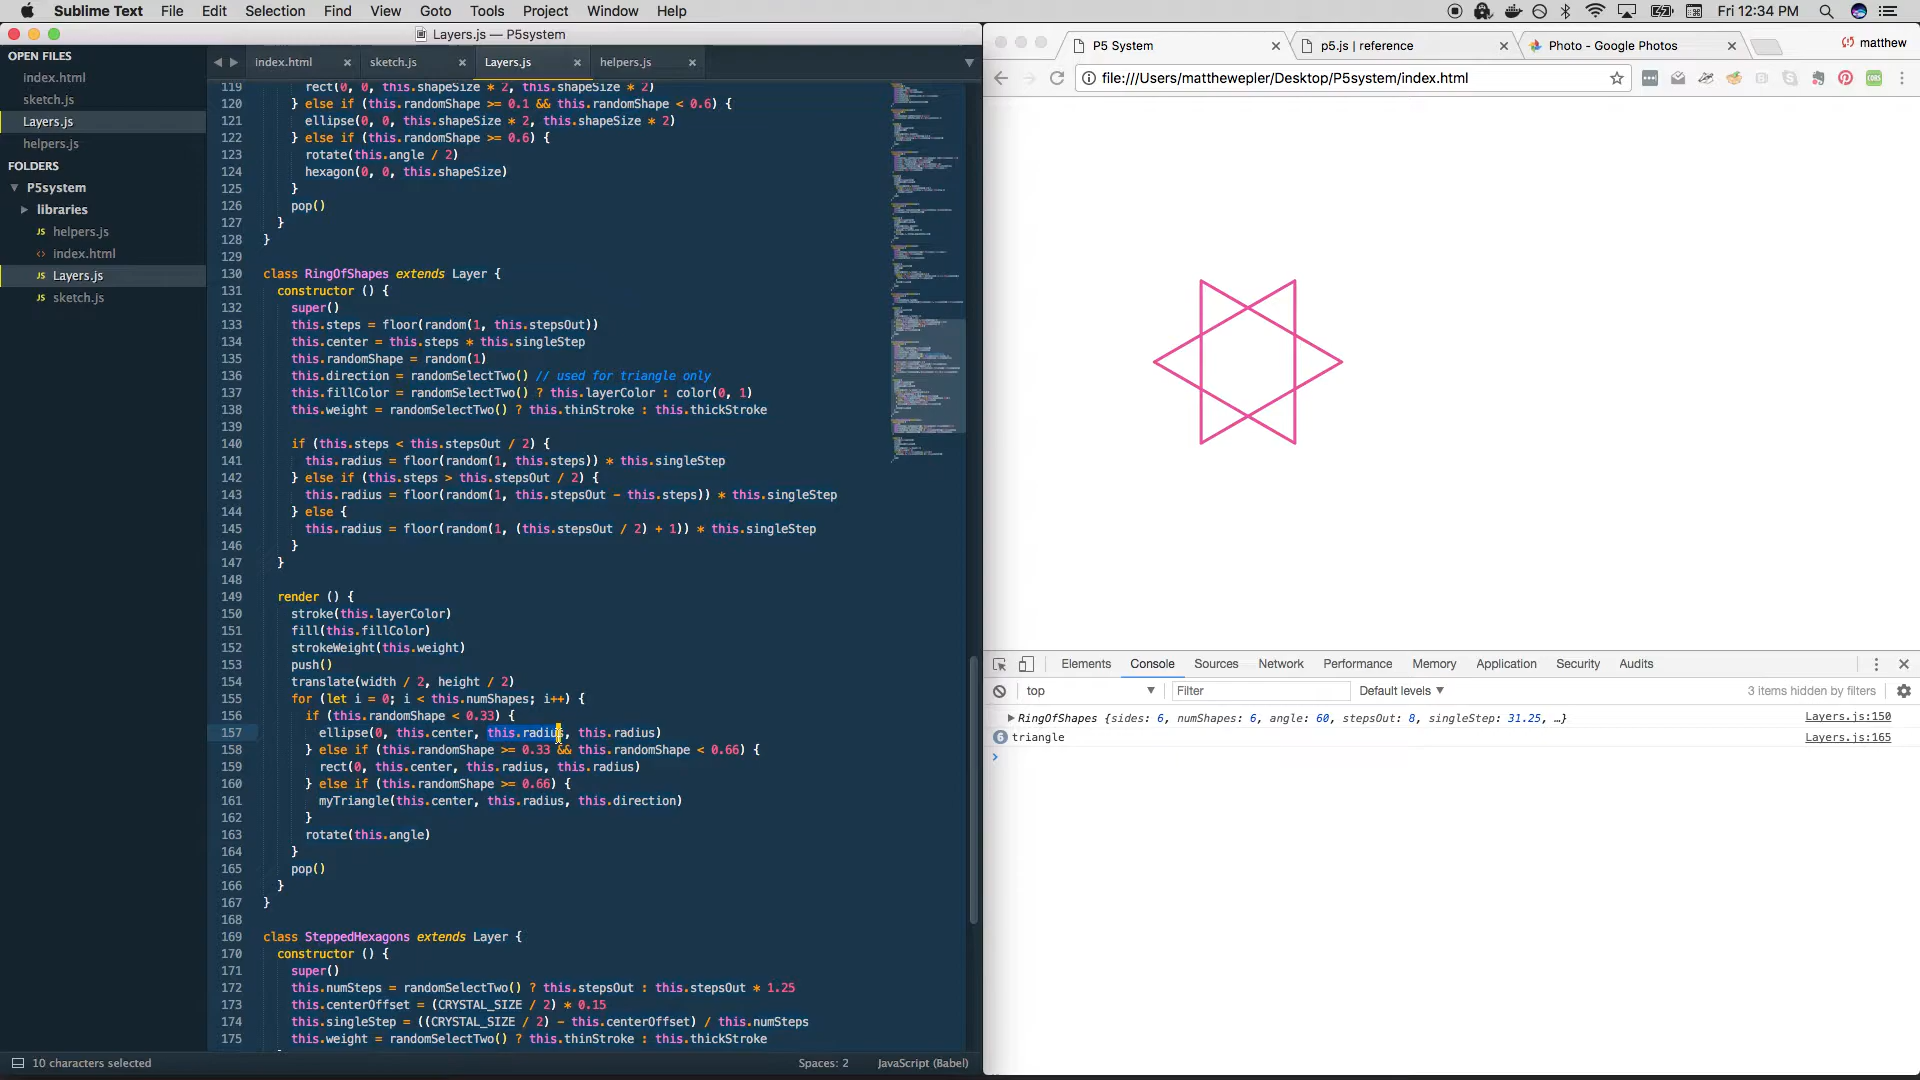 Sublime Text File Edit Selection Find View Goto Tools Project Window Help Fri 12:34 PM
Layers.js — P5system
OPEN FILES
index.html
sketch.js
Layers.js
helpers.js
FOLDERS
P5system
libraries
JS helpers.js
<> index.html
JS Layers.js
JS sketch.js
index.html sketch.js Layers.js helpers.js
119 rect(0, 0, this.shapeSize * 2, this.shapeSize * 2)
120 } else if (this.randomShape >= 0.1 && this.randomShape < 0.6) {
121 ellipse(0, 0, this.shapeSize * 2, this.shapeSize * 2)
122 } else if (this.randomShape >= 0.6) {
123 rotate(this.angle / 2)
124 hexagon(0, 0, this.shapeSize)
125 }
126 pop()
127 }
128 }
129
130 class RingOfShapes extends Layer {
131 constructor () {
132 super()
133 this.steps = floor(random(1, this.stepsOut))
134 this.center = this.steps * this.singleStep
135 this.randomShape = random(1)
136 this.direction = randomSelectTwo() // used for triangle only
137 this.fillColor = randomSelectTwo() ? this.layerColor : color(0, 1)
138 this.weight = randomSelectTwo() ? this.thinStroke : this.thickStroke
139
140 if (this.steps < this.stepsOut / 2) {
141 this.radius = floor(random(1, this.steps)) * this.singleStep
142 } else if (this.steps > this.stepsOut / 2) {
143 this.radius = floor(random(1, this.stepsOut - this.steps)) * this.singleStep
144 } else {
145 this.radius = floor(random(1, (this.stepsOut / 2) + 1)) * this.singleStep
146 }
147 }
148
149 render () {
150 stroke(this.layerColor)
151 fill(this.fillColor)
152 strokeWeight(this.weight)
153 push()
154 translate(width / 2, height / 2)
155 for (let i = 0; i < this.numShapes; i++) {
156 if (this.randomShape < 0.33) {
157 ellipse(0, this.center, this.radius, this.radius)
158 } else if (this.randomShape >= 0.33 && this.randomShape < 0.66) {
159 rect(0, this.center, this.radius, this.radius)
160 } else if (this.randomShape >= 0.66) {
161 myTriangle(this.center, this.radius, this.direction)
162 }
163 rotate(this.angle)
164 }
165 pop()
166 }
167 }
168
169 class SteppedHexagons extends Layer {
170 constructor () {
171 super()
172 this.numSteps = randomSelectTwo() ? this.stepsOut : this.stepsOut * 1.25
173 this.centerOffset = (CRYSTAL_SIZE / 2) * 0.15
174 this.singleStep = ((CRYSTAL_SIZE / 2) - this.centerOffset) / this.numSteps
175 this.weight = randomSelectTwo() ? this.thinStroke : this.thickStroke
10 characters selected Spaces: 2 JavaScript (Babel)
P5 System p5.js | reference Photo - Google Photos matthew
file:///Users/matthewepler/Desktop/P5system/index.html
Elements Console Sources Network Performance Memory Application Security Audits
top Filter Default levels 3 items hidden by filters
RingOfShapes {sides: 6, numShapes: 6, angle: 60, stepsOut: 8, singleStep: 31.25, …} Layers.js:150
6 triangle Layers.js:165